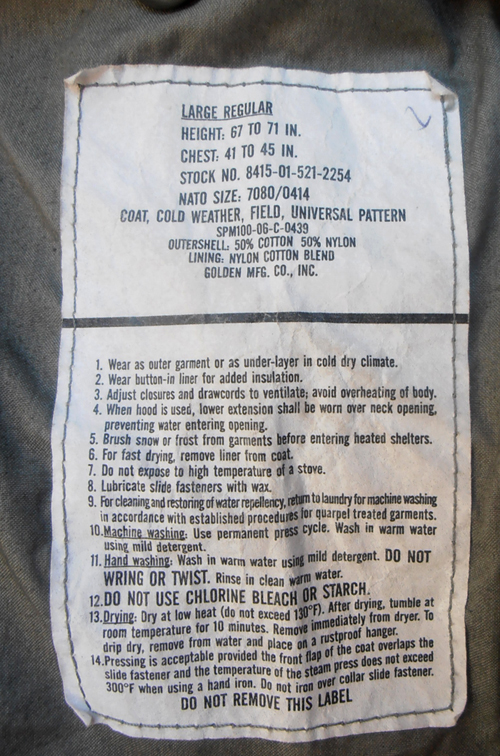 LARGE REGULAR
HEIGHT: 67 TO 71 IN.
CHEST: 41 TO 45 IN.
STOCK NO. 8415-01-521-2254
NATO SIZE: 7080/0414
COAT, COLD WEATHER, FIELD, UNIVERSAL PATTERN
SPM100-06-C-0439
OUTERSHELL: 50% COTTON 50% NYLON
LINING: NYLON COTTON BLEND
GOLDEN MFG. CO., INC.
1. Wear as outer garment or as under-layer in cold dry climate.
2. Wear button-in liner for added insulation.
3. Adjust closures and drawcords to ventilate; avoid overheating of body.
4. When hood is used, lower extension shall be worn over neck opening,
preventing water entering opening.
5. Brush snow or frost from garments before entering heated shelters.
6. For fast drying, remove liner from coat.
7. Do not expose to high temperature of a stove.
8. Lubricate slide fasteners with wax.
9. For cleaning and restoring of water repellency, return to laundry for machine washing
in accordance with established procedures for quarpel treated garments.
10. Machine washing: Use permanent press cycle. Wash in warm water
using mild detergent.
11. Hand washing: Wash in warm water using mild detergent. DO NOT
WRING OR TWIST. Rinse in clean warm water.
12. DO NOT USE CHLORINE BLEACH OR STARCH.
13. Drying: Dry at low heat (do not exceed 130°F). After drying, tumble at
room temperature for 10 minutes. Remove immediately from dryer. To
drip dry, remove from water and place on a rustproof hanger.
14. Pressing is acceptable provided the front flap of the coat overlaps the
slide fastener and the temperature of the steam press does not exceed
300°F when using a hand iron. Do not iron over collar slide fastener.
DO NOT REMOVE THIS LABEL